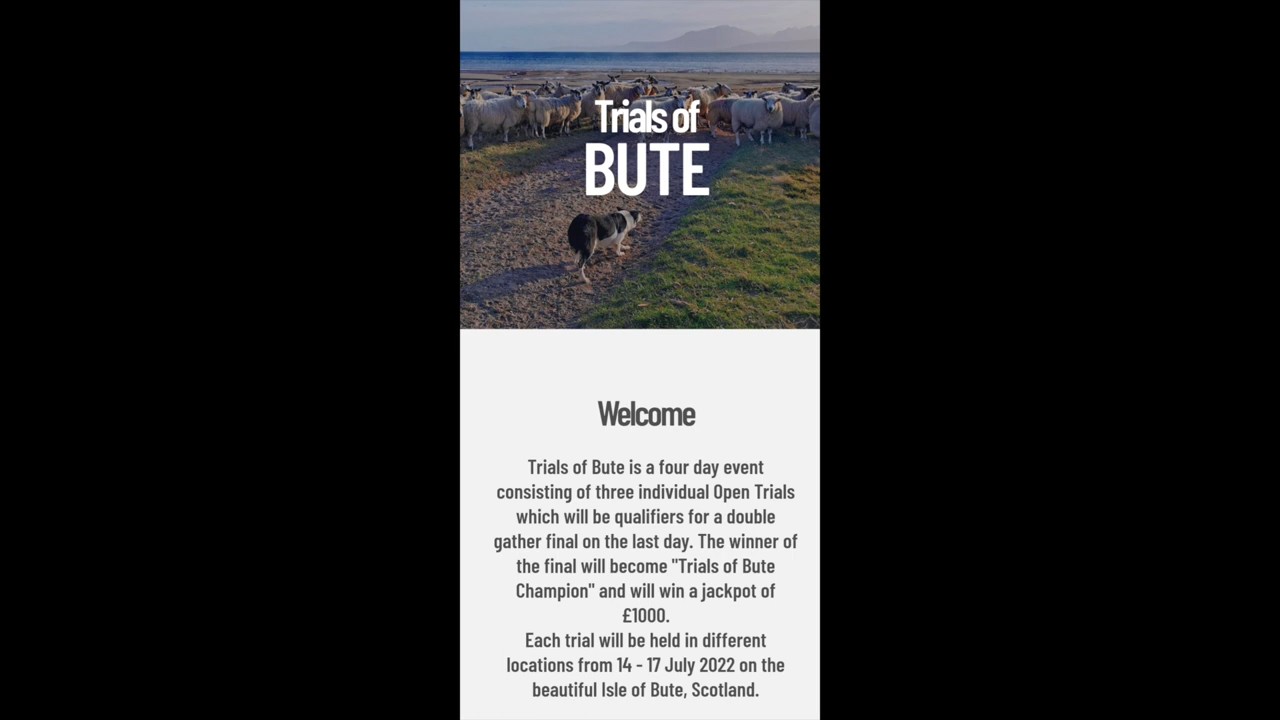 Trials of
BUTE
Welcome
Trials of Bute is a four day event
consisting of three individual Open Trials
which will be qualifiers for a double
gather final on the last day. The winner of
the final will become "Trials of Bute
Champion" and will win a jackpot of
£1000.
Each trial will be held in different
locations from 14 - 17 July 2022 on the
beautiful Isle of Bute, Scotland.